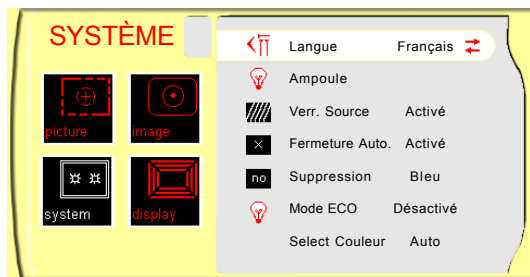 SYSTÈME
picture
image
system
display
Langue Français
Ampoule
Verr. Source Activé
Fermeture Auto. Activé
no Suppression Bleu
Mode ECO Désactivé
Select Couleur Auto